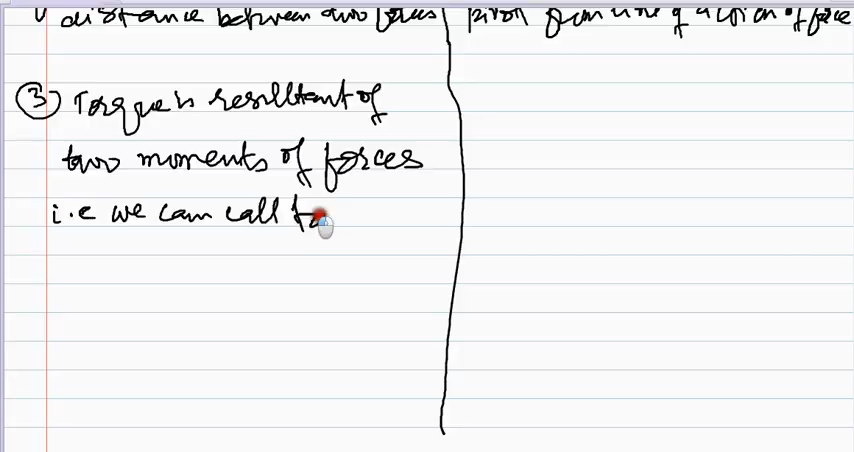 distance between two forces
pivot from line of action of force
③ Torque is resultant of
two moments of forces
i.e we can call to